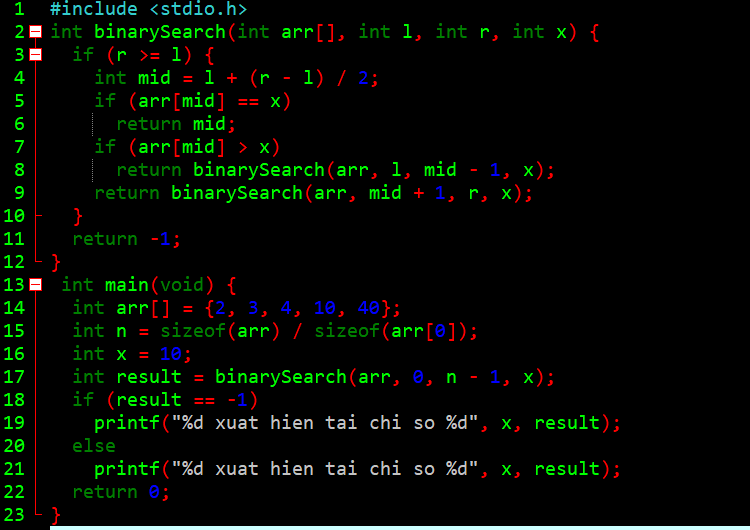 1 #include <stdio.h>
2 int binarySearch(int arr[], int l, int r, int x) {
3 if (r >= l) {
4 int mid = l + (r - l) / 2;
5 if (arr[mid] == x)
6 return mid;
7 if (arr[mid] > x)
8 return binarySearch(arr, l, mid - 1, x);
9 return binarySearch(arr, mid + 1, r, x);
10 }
11 return -1;
12 }
13 int main(void) {
14 int arr[] = {2, 3, 4, 10, 40};
15 int n = sizeof(arr) / sizeof(arr[0]);
16 int x = 10;
17 int result = binarySearch(arr, 0, n - 1, x);
18 if (result == -1)
19 printf("%d xuat hien tai chi so %d", x, result);
20 else
21 printf("%d xuat hien tai chi so %d", x, result);
22 return 0;
23 }